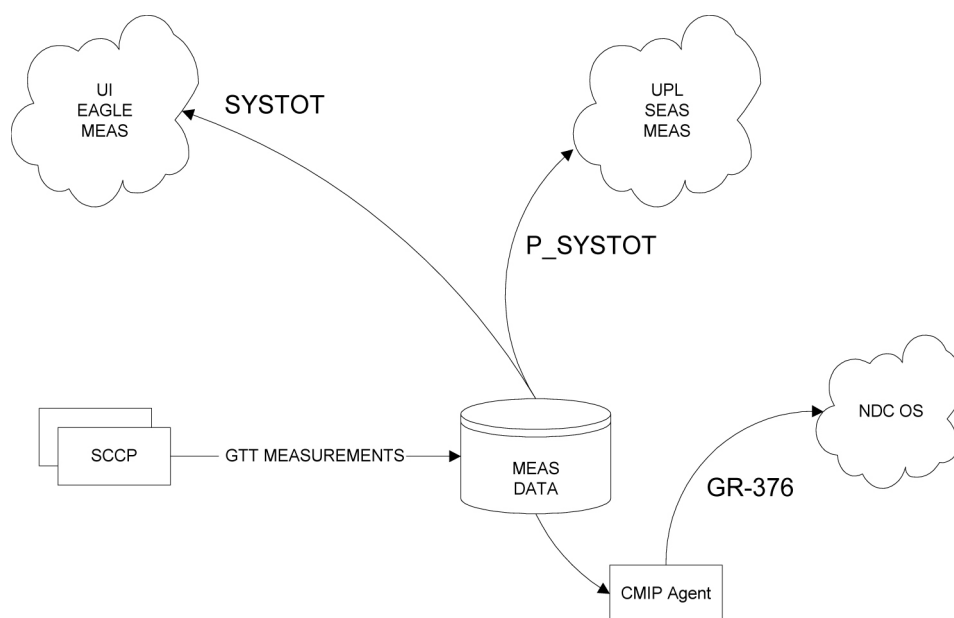 UI
EAGLE
MEAS
SYSTOT
UPL
SEAS
MEAS
P_SYSTOT
NDC OS
SCCP
GTT MEASUREMENTS
MEAS
DATA
GR-376
CMIP Agent